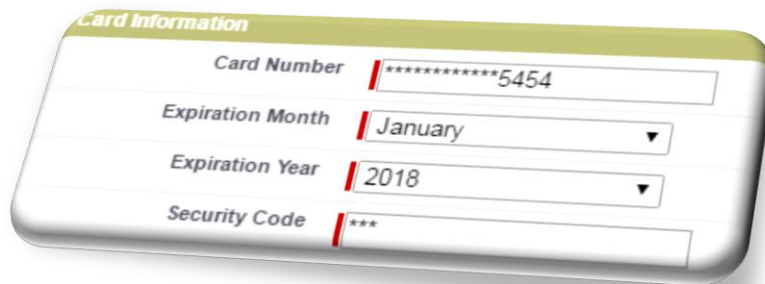 Card Information
Card Number ************5454
Expiration Month January
Expiration Year 2018
Security Code ***